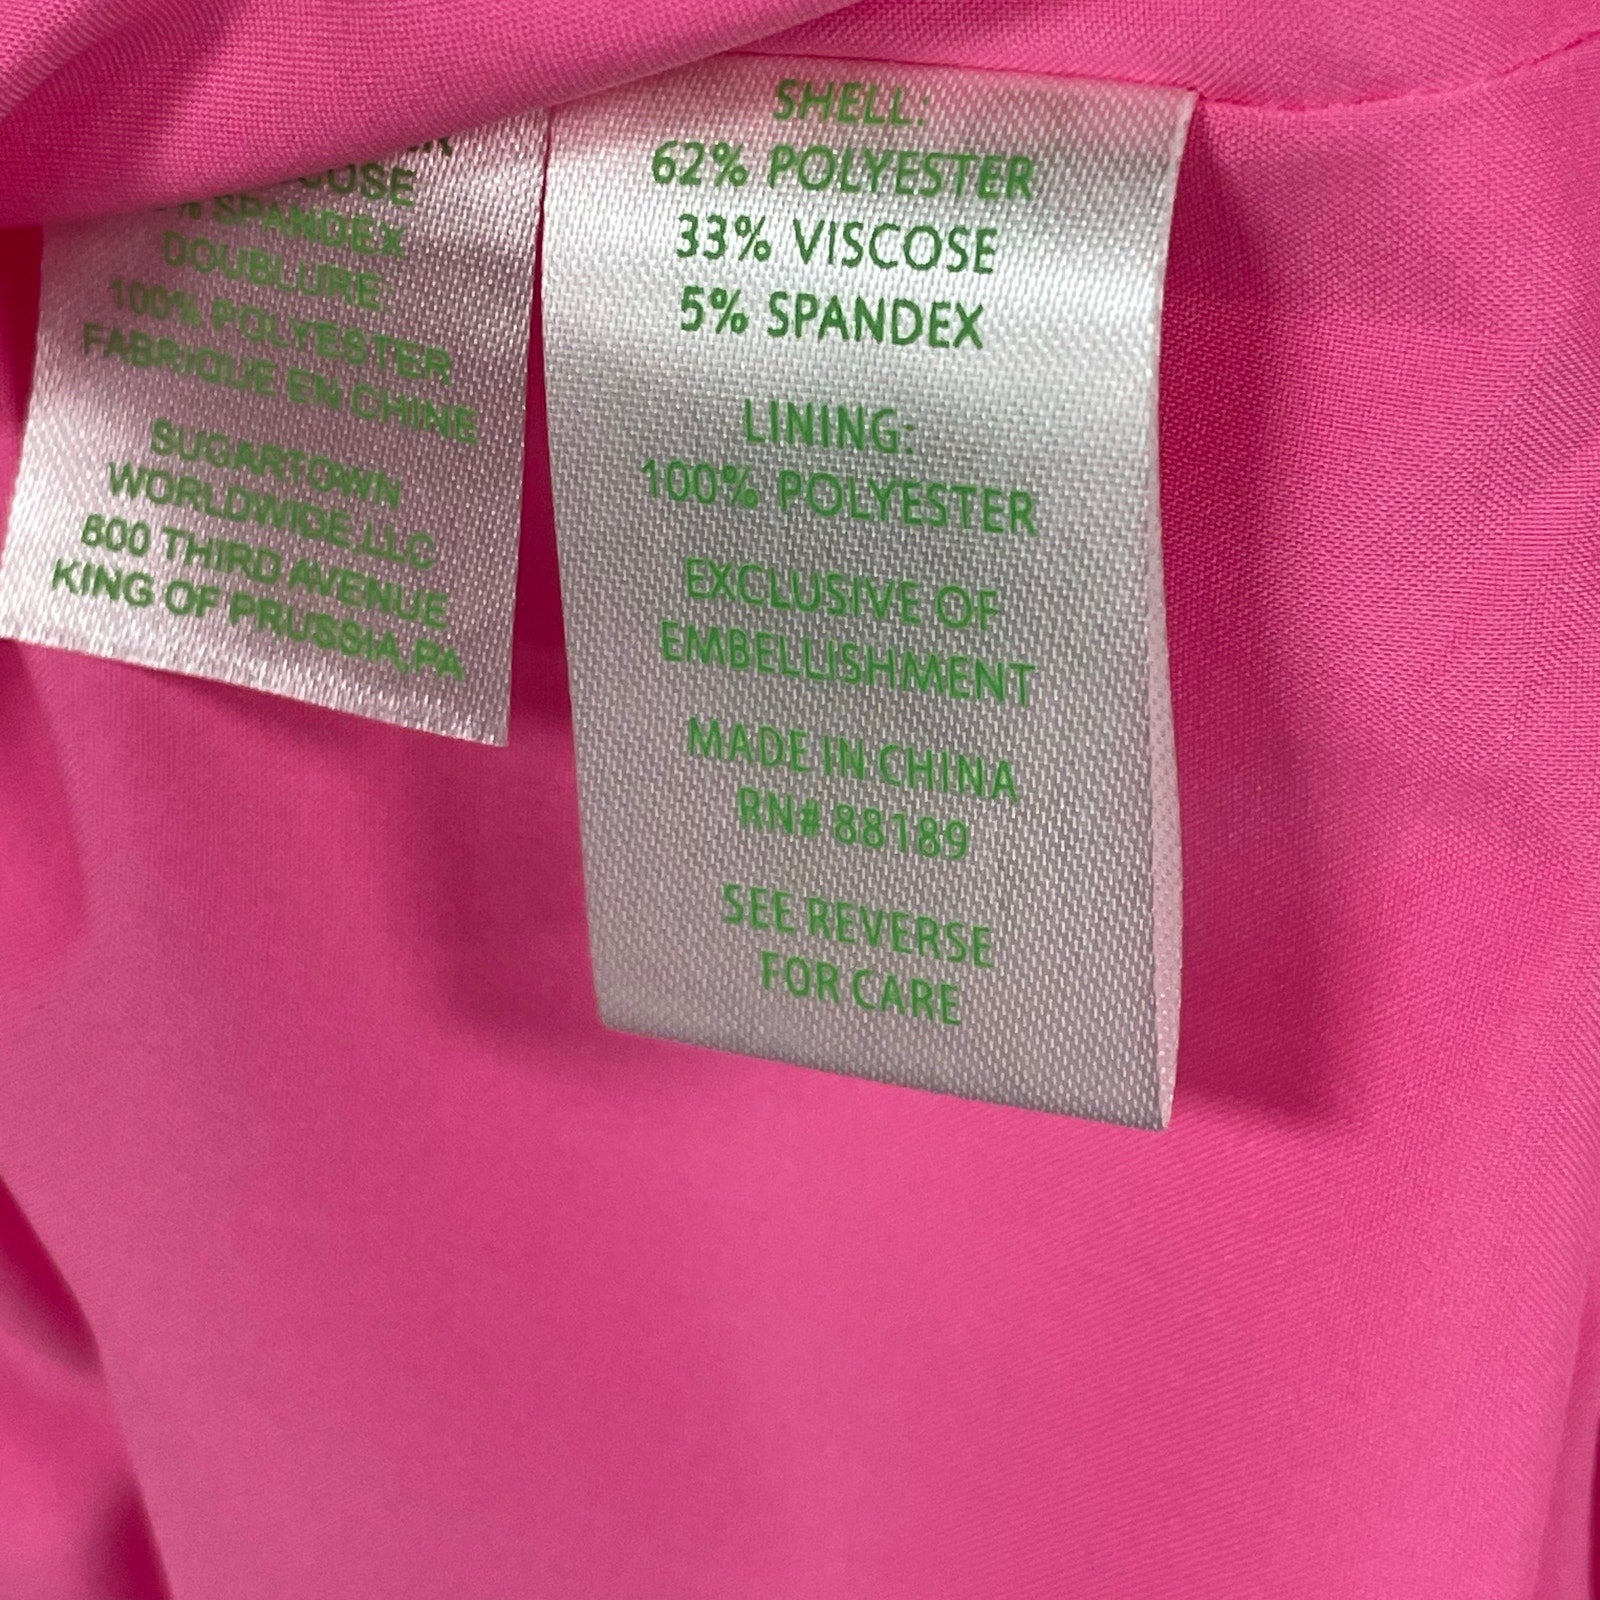 SPANDEX
DOUBLURE:
100% POLYESTER
FABRIQUE EN CHINE
SUGARTOWN
WORLDWIDE,LLC
800 THIRD AVENUE
KING OF PRUSSIA,PA
SHELL:
62% POLYESTER
33% VISCOSE
5% SPANDEX
LINING:
100% POLYESTER
EXCLUSIVE OF
EMBELLISHMENT
MADE IN CHINA
RN# 88189
SEE REVERSE
FOR CARE